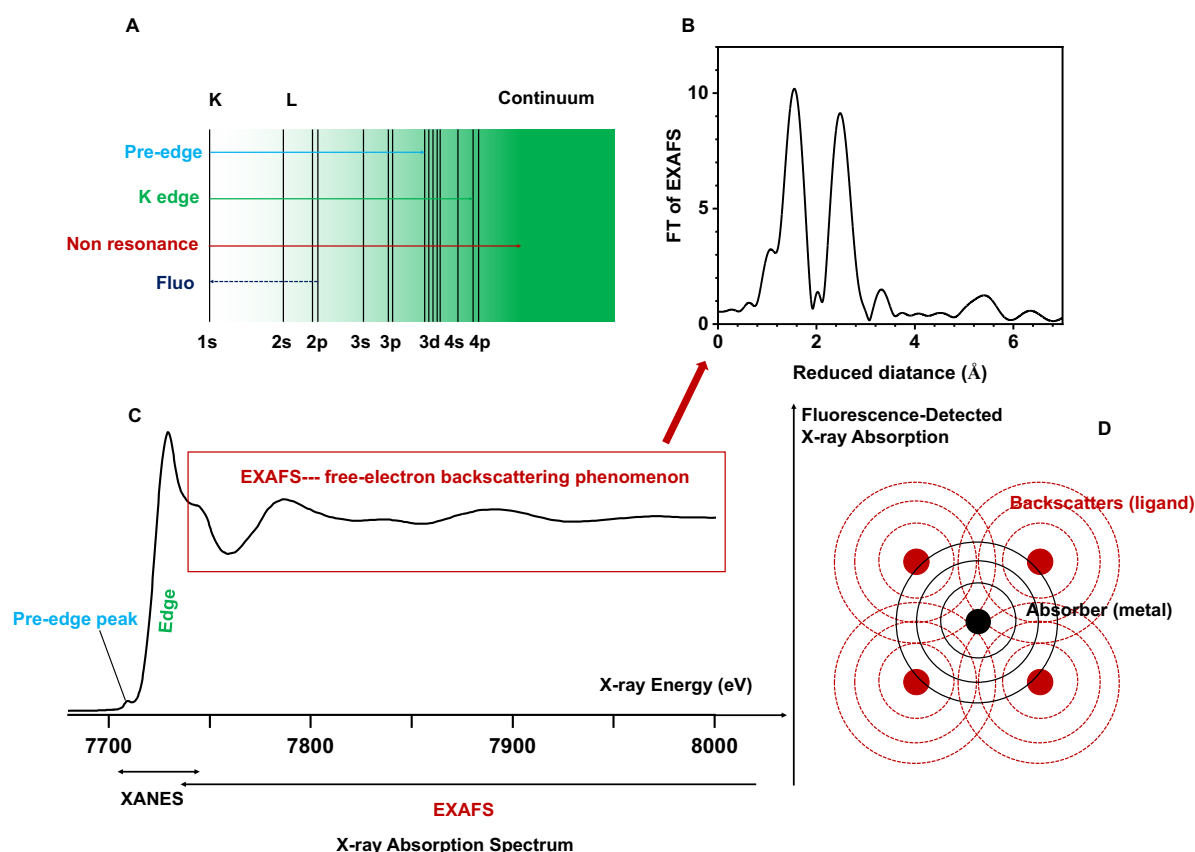 A
K
L
Continuum
Pre-edge
K edge
Non resonance
Fluo
1s
2s
2p
3s
3p
3d
4s
4p
B
FT of EXAFS
10
5
0
0
2
4
6
Reduced diatance (Å)
C
EXAFS--- free-electron backscattering phenomenon
Pre-edge peak
Edge
X-ray Energy (eV)
7700
7800
7900
8000
XANES
EXAFS
X-ray Absorption Spectrum
Fluorescence-Detected
X-ray Absorption
D
Backscatters (ligand)
Absorber (metal)